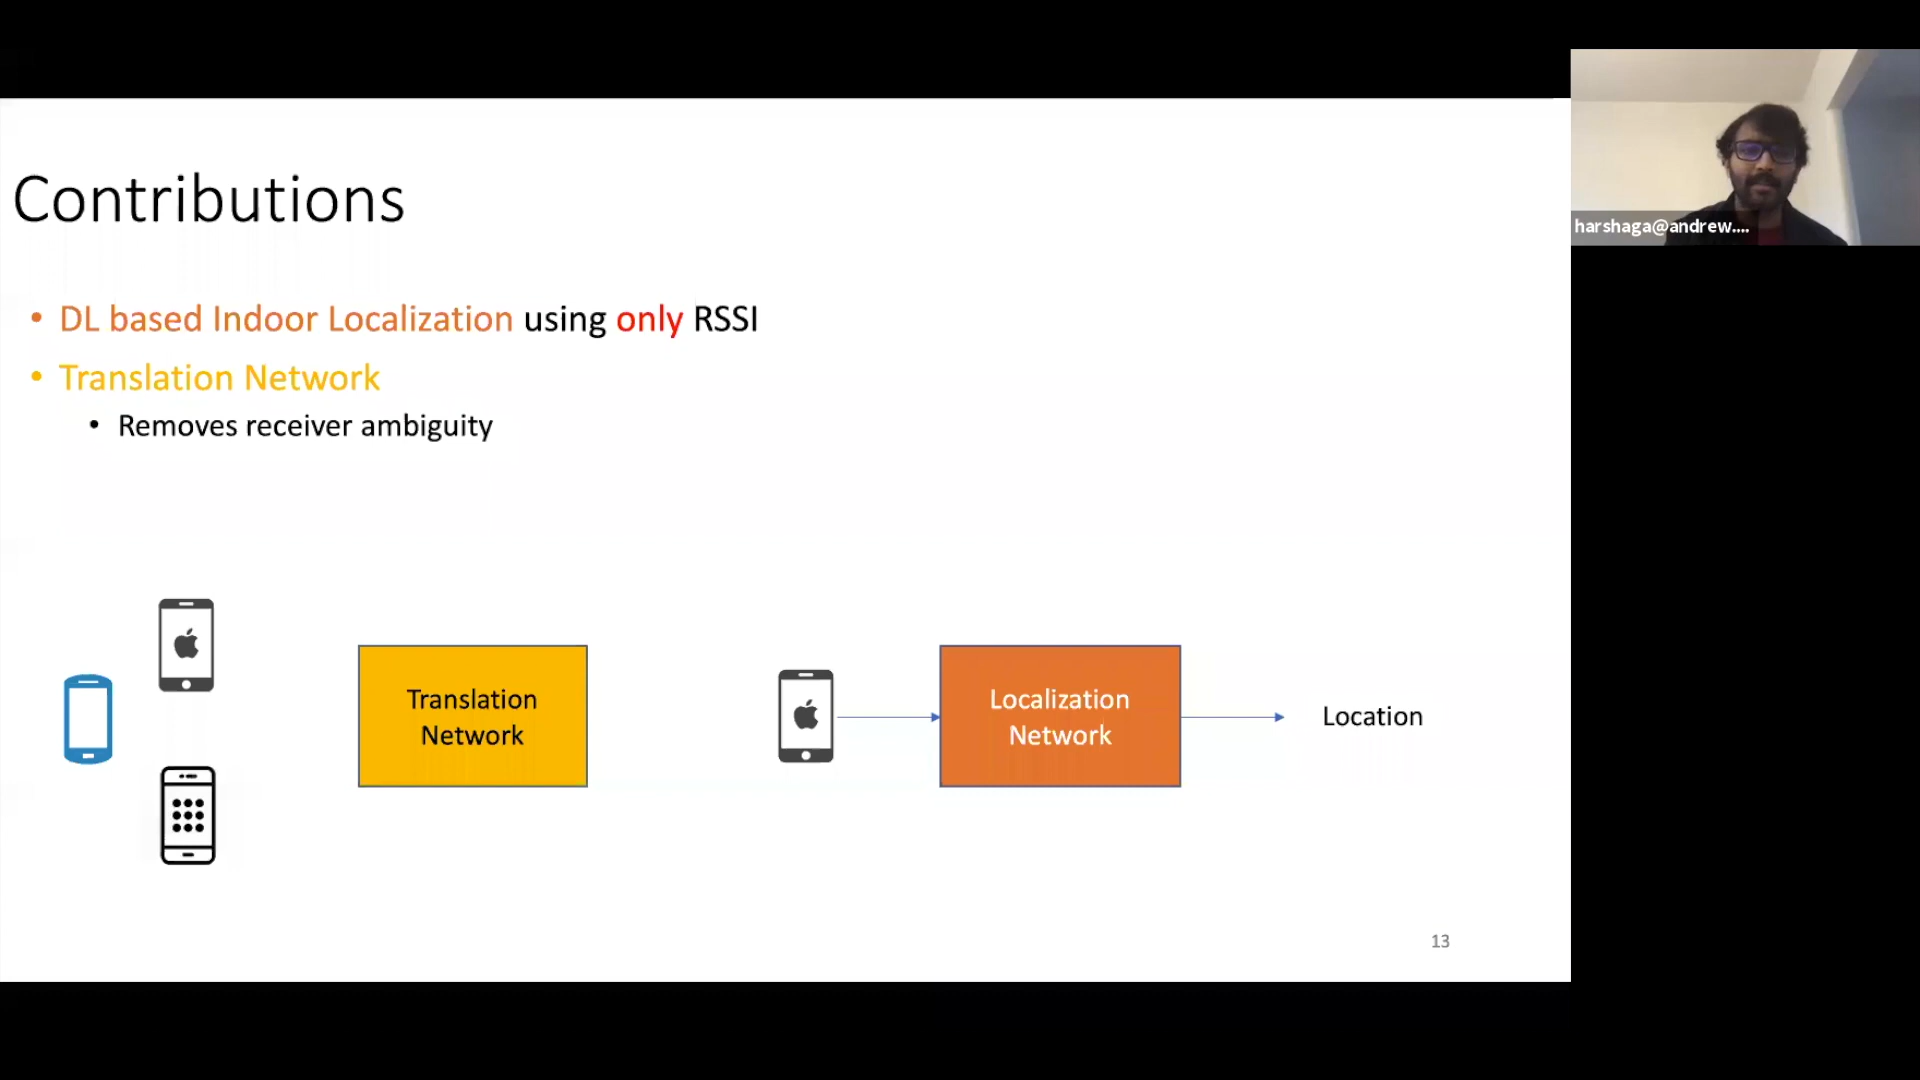 Contributions
• DL based Indoor Localization using only RSSI
• Translation Network
• Removes receiver ambiguity
Translation
Network
Localization
Network
Location
13
harshaga@andrew....